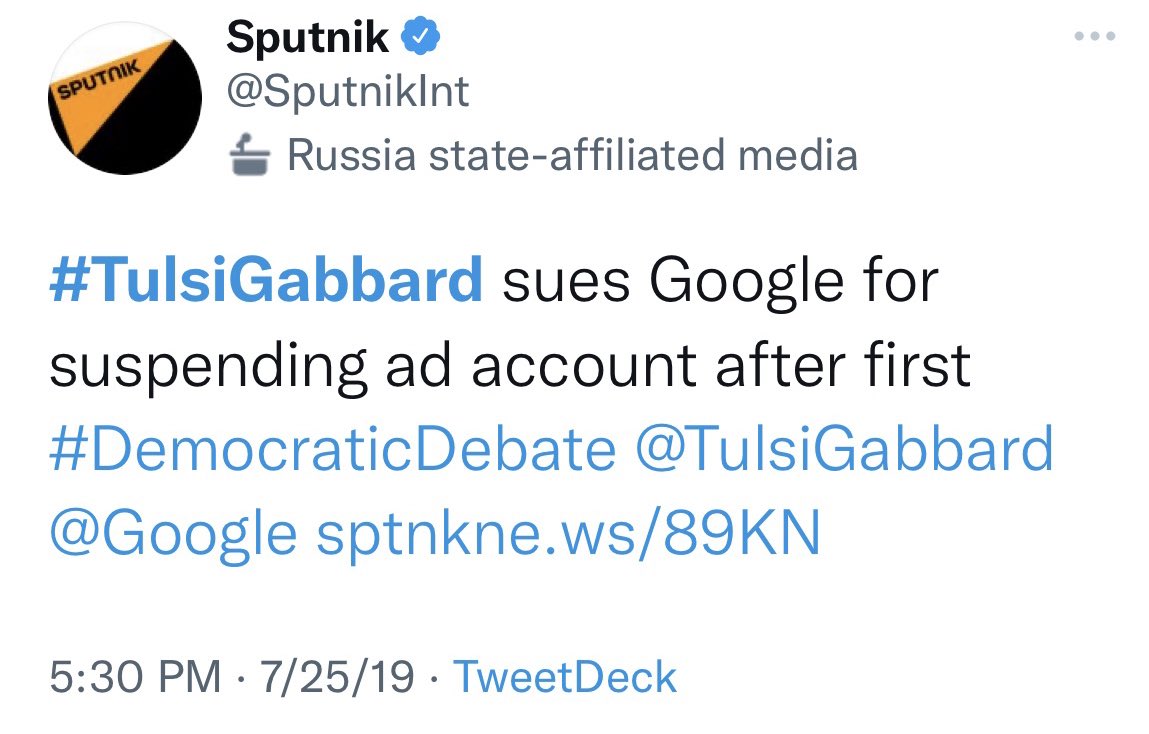 SPUTNIK
Sputnik
@SputnikInt
Russia state-affiliated media
#TulsiGabbard sues Google for
suspending ad account after first
#DemocraticDebate @TulsiGabbard
@Google sptnkne.ws/89KN
5:30 PM · 7/25/19 · TweetDeck